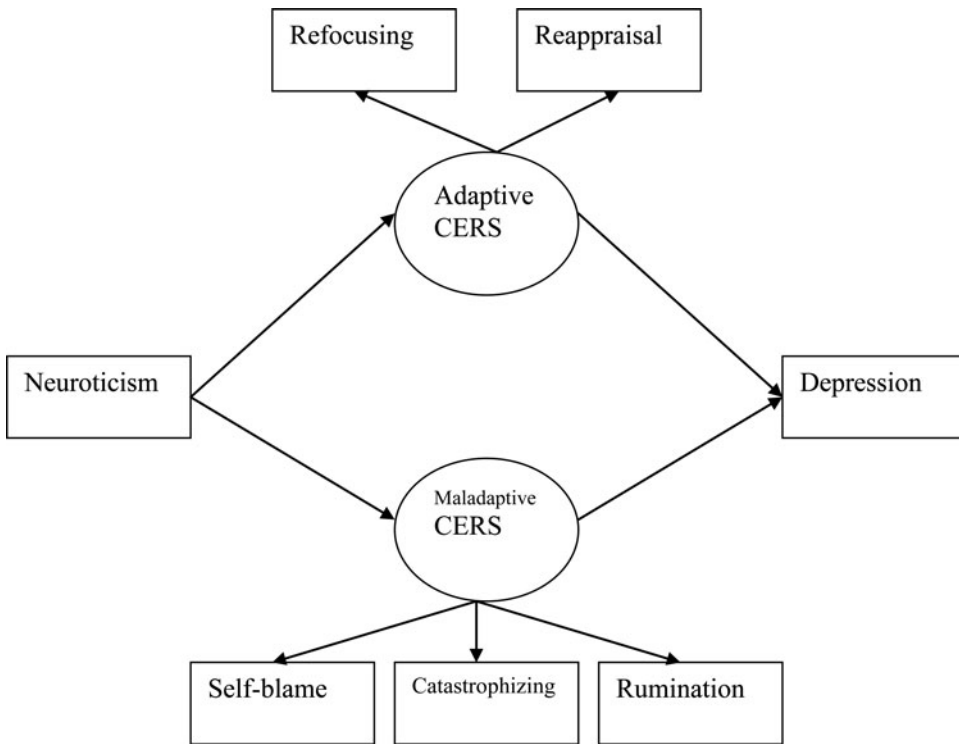 Refocusing
Reappraisal
Adaptive
CERS
Neuroticism
Depression
Maladaptive
CERS
Self-blame
Catastrophizing
Rumination